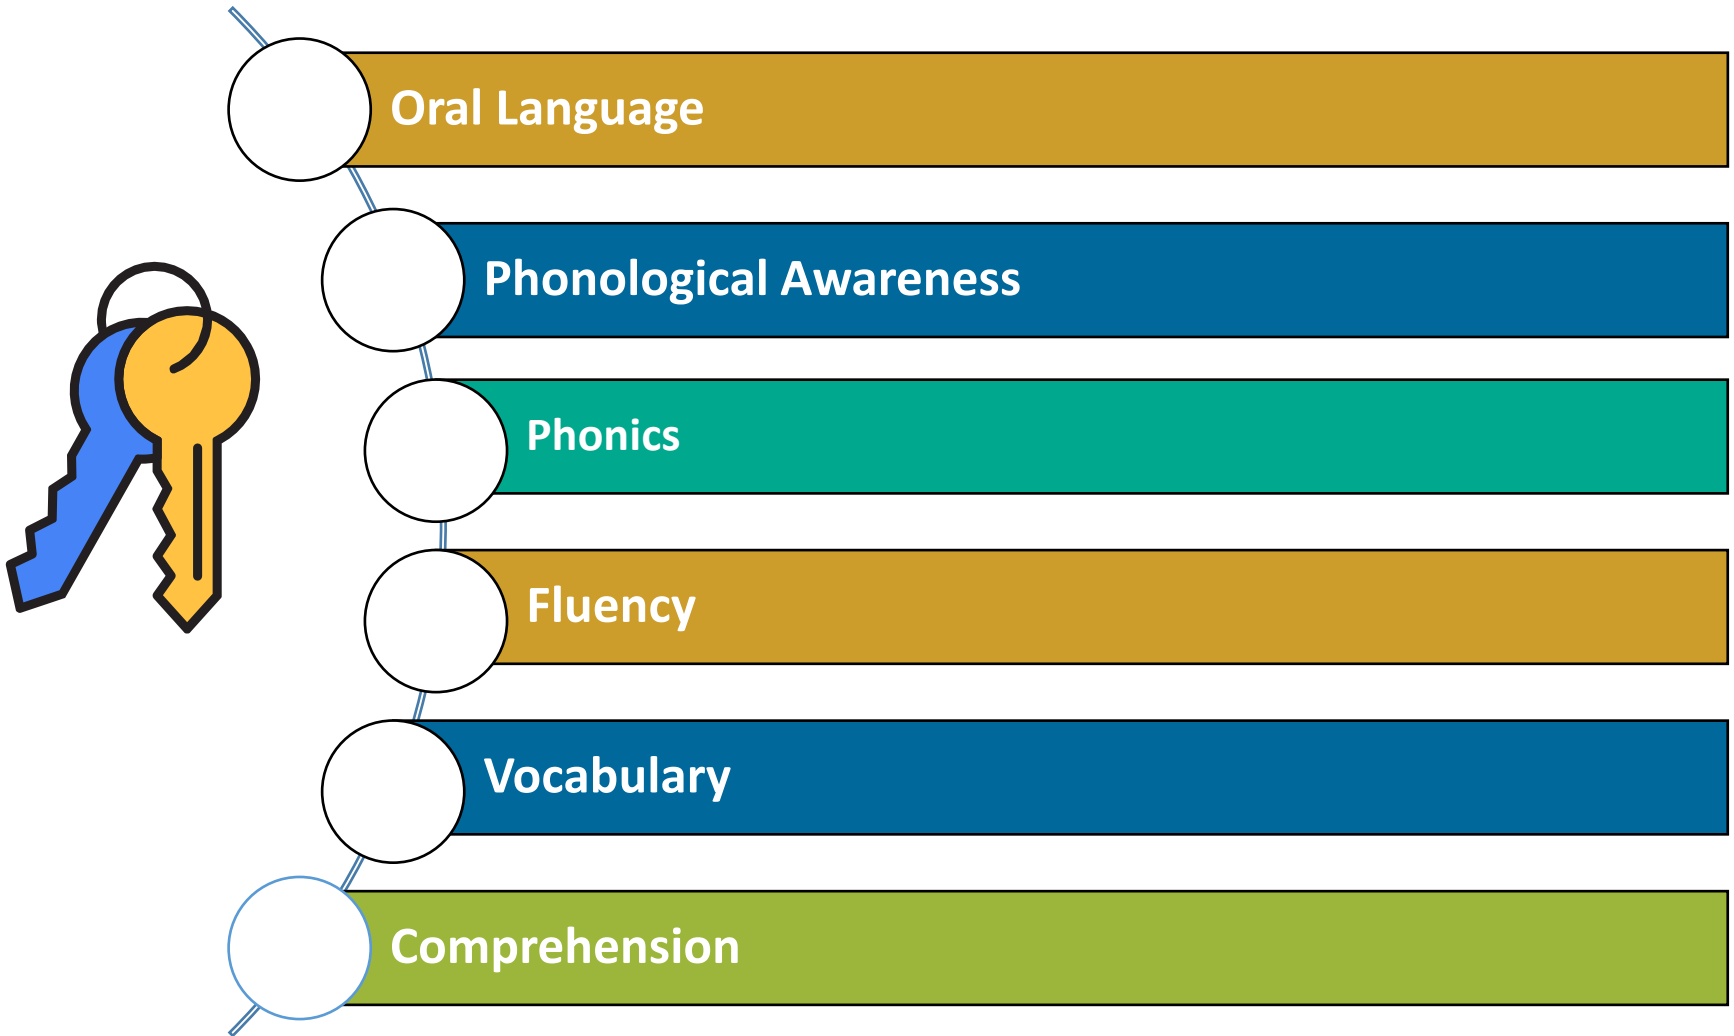 Oral Language
Phonological Awareness
Phonics
Fluency
Vocabulary
Comprehension